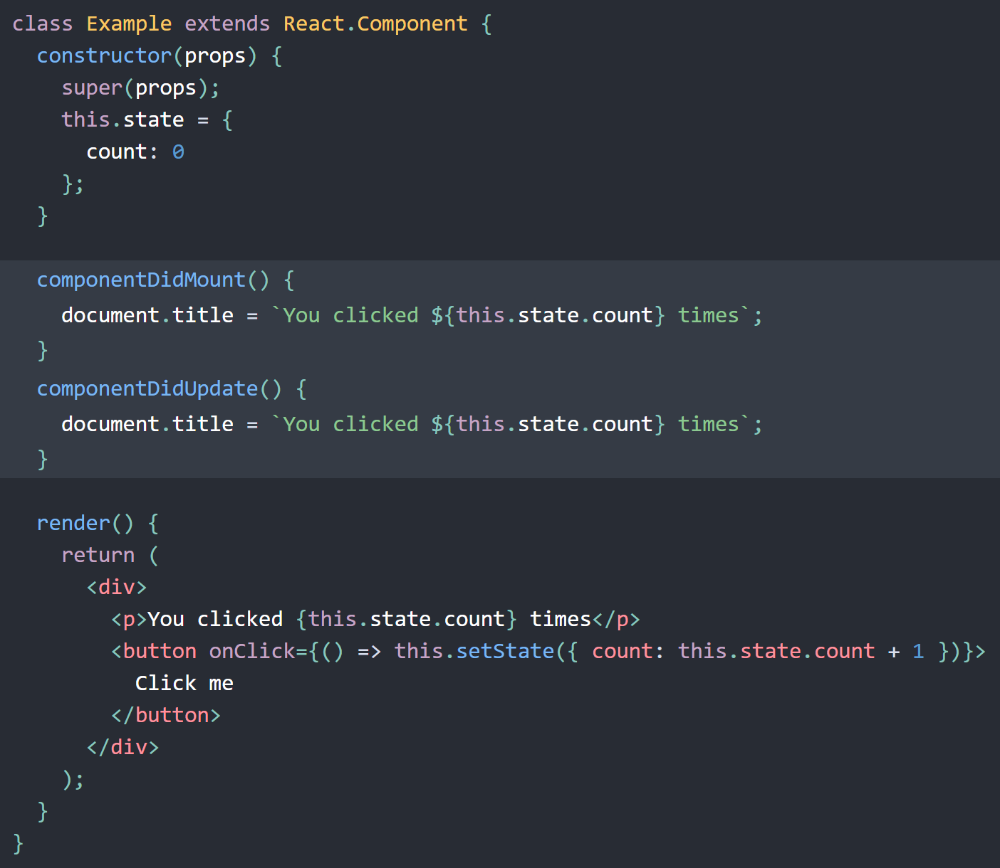 class Example extends React.Component {
  constructor(props) {
    super(props);
    this.state = {
      count: 0
    };
  }

  componentDidMount() {
    document.title = `You clicked ${this.state.count} times`;
  }
  componentDidUpdate() {
    document.title = `You clicked ${this.state.count} times`;
  }

  render() {
    return (
      <div>
        <p>You clicked {this.state.count} times</p>
        <button onClick={() => this.setState({ count: this.state.count + 1 })}>
          Click me
        </button>
      </div>
    );
  }
}